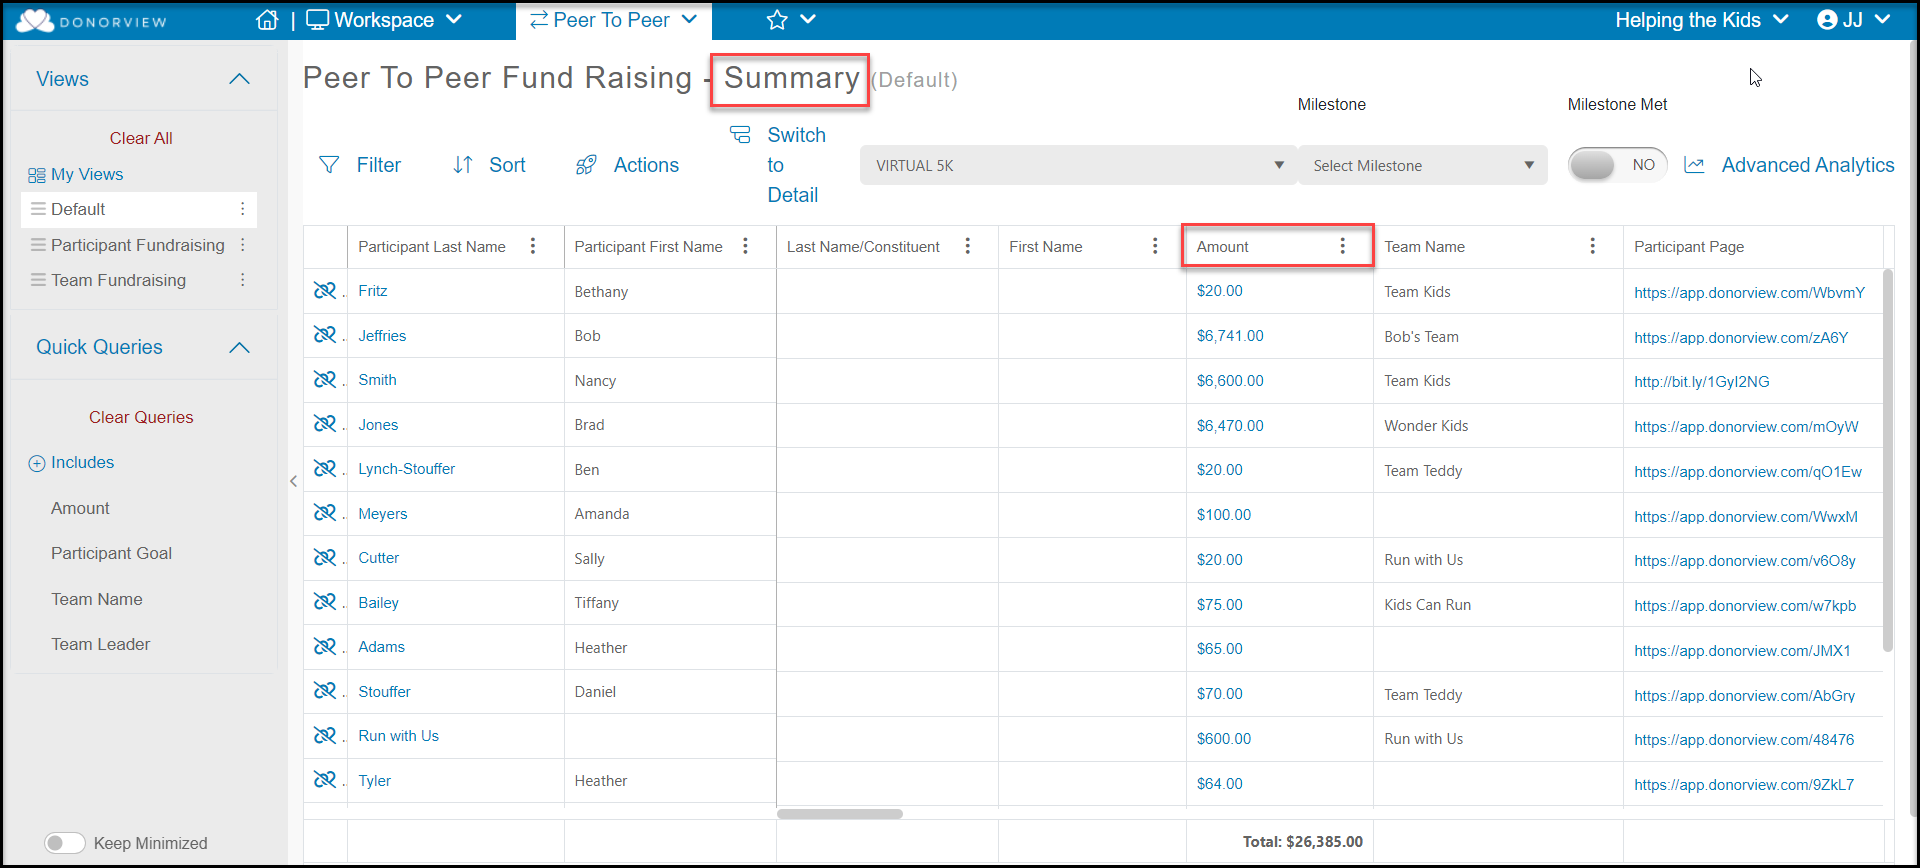 DONORVIEW
Workspace
Peer To Peer
Helping the Kids
JJ
Views
Clear All
My Views
Default
Participant Fundraising
Team Fundraising
Quick Queries
Clear Queries
Includes
Amount
Participant Goal
Team Name
Team Leader
Keep Minimized
Peer To Peer Fund Raising - Summary (Default)
Milestone
Milestone Met
Filter
Sort
Actions
Switch
to
Detail
VIRTUAL 5K
Select Milestone
NO
Advanced Analytics
Participant Last Name Participant First Name Last Name/Constituent First Name Amount Team Name Participant Page
Fritz Bethany $20.00 Team Kids https://app.donorview.com/WbvmY
Jeffries Bob $6,741.00 Bob's Team https://app.donorview.com/zA6Y
Smith Nancy $6,600.00 Team Kids http://bit.ly/1GyI2NG
Jones Brad $6,470.00 Wonder Kids https://app.donorview.com/mOyW
Lynch-Stouffer Ben $20.00 Team Teddy https://app.donorview.com/qO1Ew
Meyers Amanda $100.00 https://app.donorview.com/WwxM
Cutter Sally $20.00 Run with Us https://app.donorview.com/v6O8y
Bailey Tiffany $75.00 Kids Can Run https://app.donorview.com/w7kpb
Adams Heather $65.00 https://app.donorview.com/JMX1
Stouffer Daniel $70.00 Team Teddy https://app.donorview.com/AbGry
Run with Us $600.00 Run with Us https://app.donorview.com/48476
Tyler Heather $64.00 https://app.donorview.com/9ZkL7
Total: $26,385.00